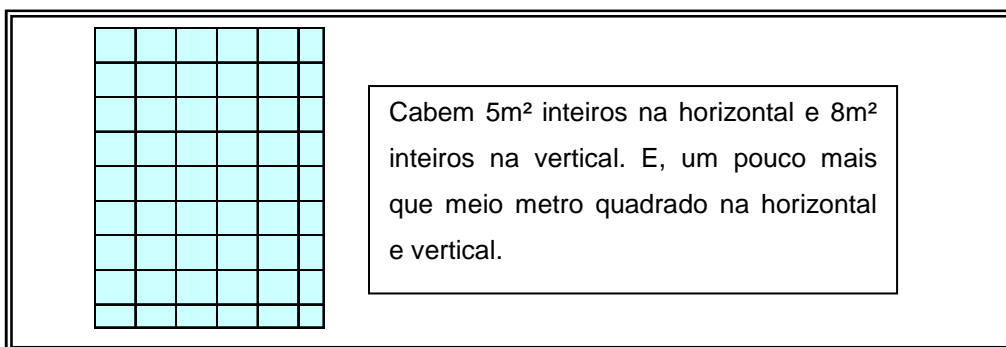 Cabem 5m² inteiros na horizontal e 8m²
inteiros na vertical. E, um pouco mais
que meio metro quadrado na horizontal
e vertical.